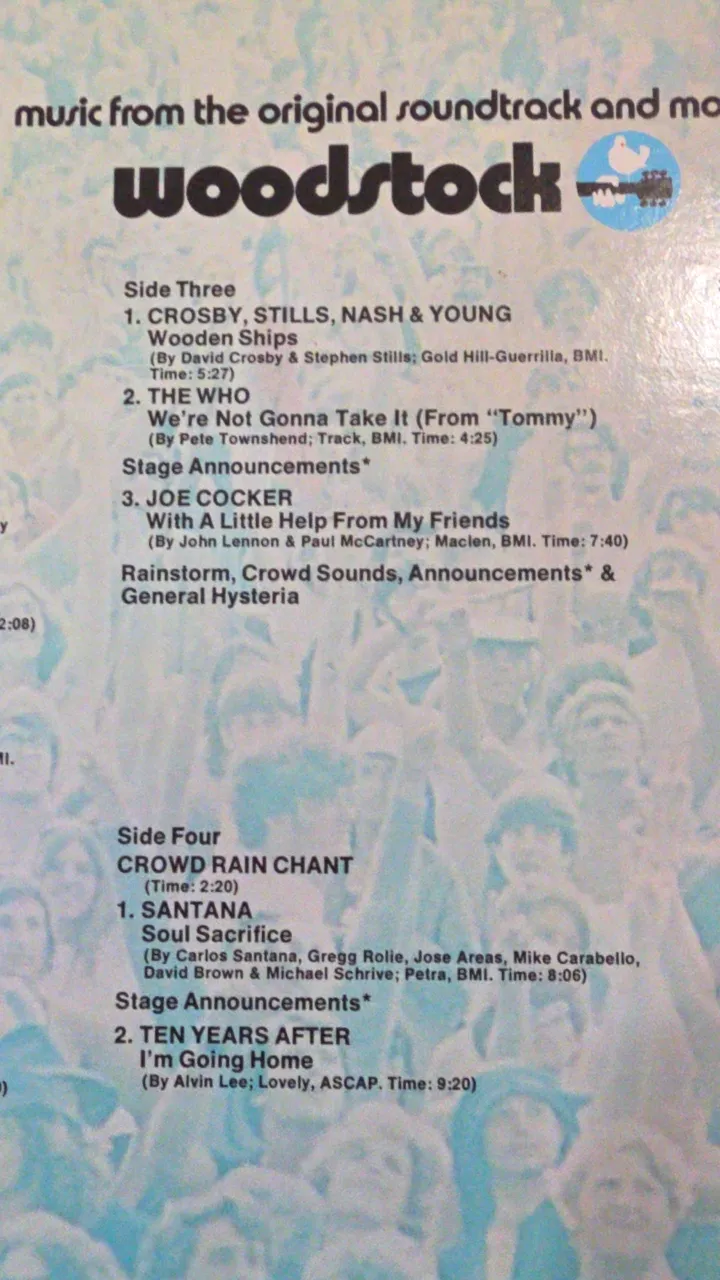 music from the original soundtrack and mo
woodstock
Side Three
1. CROSBY, STILLS, NASH & YOUNG
Wooden Ships
(By David Crosby & Stephen Stills; Gold Hill-Guerrilla, BMI.
Time: 5:27)
2. THE WHO
We're Not Gonna Take It (From "Tommy")
(By Pete Townshend; Track, BMI. Time: 4:25)
Stage Announcements*
3. JOE COCKER
With A Little Help From My Friends
(By John Lennon & Paul McCartney; Maclen, BMI. Time: 7:40)
Rainstorm, Crowd Sounds, Announcements* &
General Hysteria
2:08)
Side Four
CROWD RAIN CHANT
(Time: 2:20)
1. SANTANA
Soul Sacrifice
(By Carlos Santana, Gregg Rolie, Jose Areas, Mike Carabello,
David Brown & Michael Schrive; Petra, BMI. Time: 8:06)
Stage Announcements*
2. TEN YEARS AFTER
I'm Going Home
(By Alvin Lee; Lovely, ASCAP. Time: 9:20)